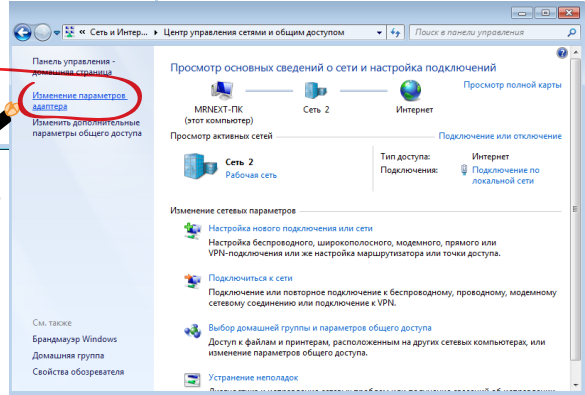 « Сеть и Интер... ▸ Центр управления сетями и общим доступом
Поиск в панели управления
Панель управления -
домашняя страница
Изменение параметров
адаптера
Изменить дополнительные
параметры общего доступа
См. также
Брандмауэр Windows
Домашняя группа
Свойства обозревателя
Просмотр основных сведений о сети и настройка подключений
Просмотр полной карты
MRNEXT-ПК
(этот компьютер)
Сеть 2
Интернет
Просмотр активных сетей
Подключение или отключение
Сеть 2
Рабочая сеть
Тип доступа: Интернет
Подключения: Подключение по
локальной сети
Изменение сетевых параметров
Настройка нового подключения или сети
Настройка беспроводного, широкополосного, модемного, прямого или
VPN-подключения или же настройка маршрутизатора или точки доступа.
Подключиться к сети
Подключение или повторное подключение к беспроводному, проводному, модемному
сетевому соединению или подключение к VPN.
Выбор домашней группы и параметров общего доступа
Доступ к файлам и принтерам, расположенным на других сетевых компьютерах, или
изменение параметров общего доступа.
Устранение неполадок